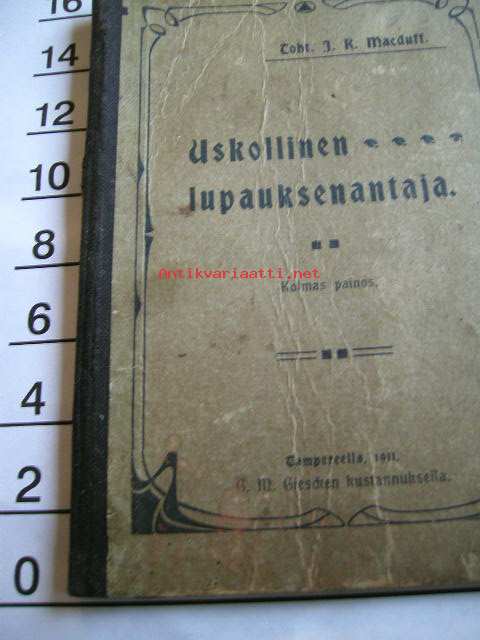 16
14
12
10
8
6
4
2
0
Toht. J. R. Macduff.
Uskollinen
lupauksenantaja.
Antikvariaatti.net
Kolmas painos.
Tampereella, 1911.
G. M. Gieschen kustannuksella.